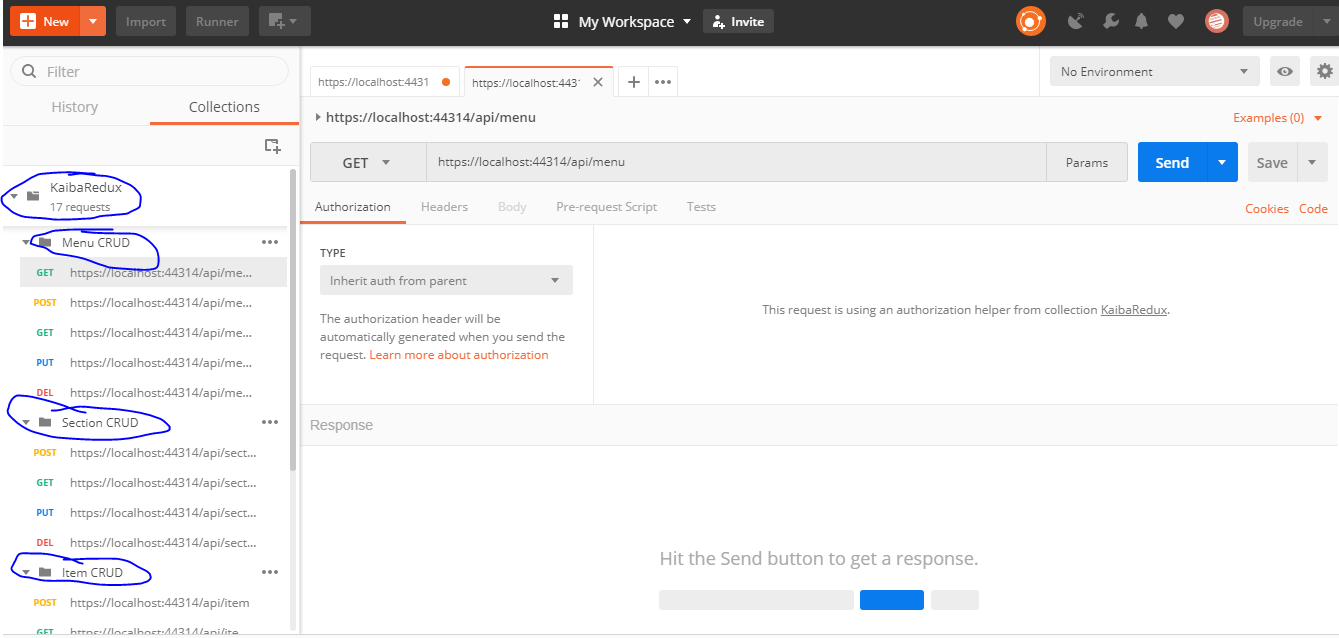 New Import Runner My Workspace Invite Upgrade
Filter
History Collections
KaibaRedux
17 requests
Menu CRUD
GET https://localhost:44314/api/me...
POST https://localhost:44314/api/me...
GET https://localhost:44314/api/me...
PUT https://localhost:44314/api/me...
DEL https://localhost:44314/api/me...
Section CRUD
POST https://localhost:44314/api/sect...
GET https://localhost:44314/api/sect...
PUT https://localhost:44314/api/sect...
DEL https://localhost:44314/api/sect...
Item CRUD
POST https://localhost:44314/api/item
GET https://localhost:44314/api/ite...
https://localhost:4431 https://localhost:443 No Environment
https://localhost:44314/api/menu Examples (0)
GET https://localhost:44314/api/menu Params Send Save
Authorization Headers Body Pre-request Script Tests Cookies Code
TYPE
Inherit auth from parent
The authorization header will be
automatically generated when you send the
request. Learn more about authorization
This request is using an authorization helper from collection KaibaRedux.
Response
Hit the Send button to get a response.